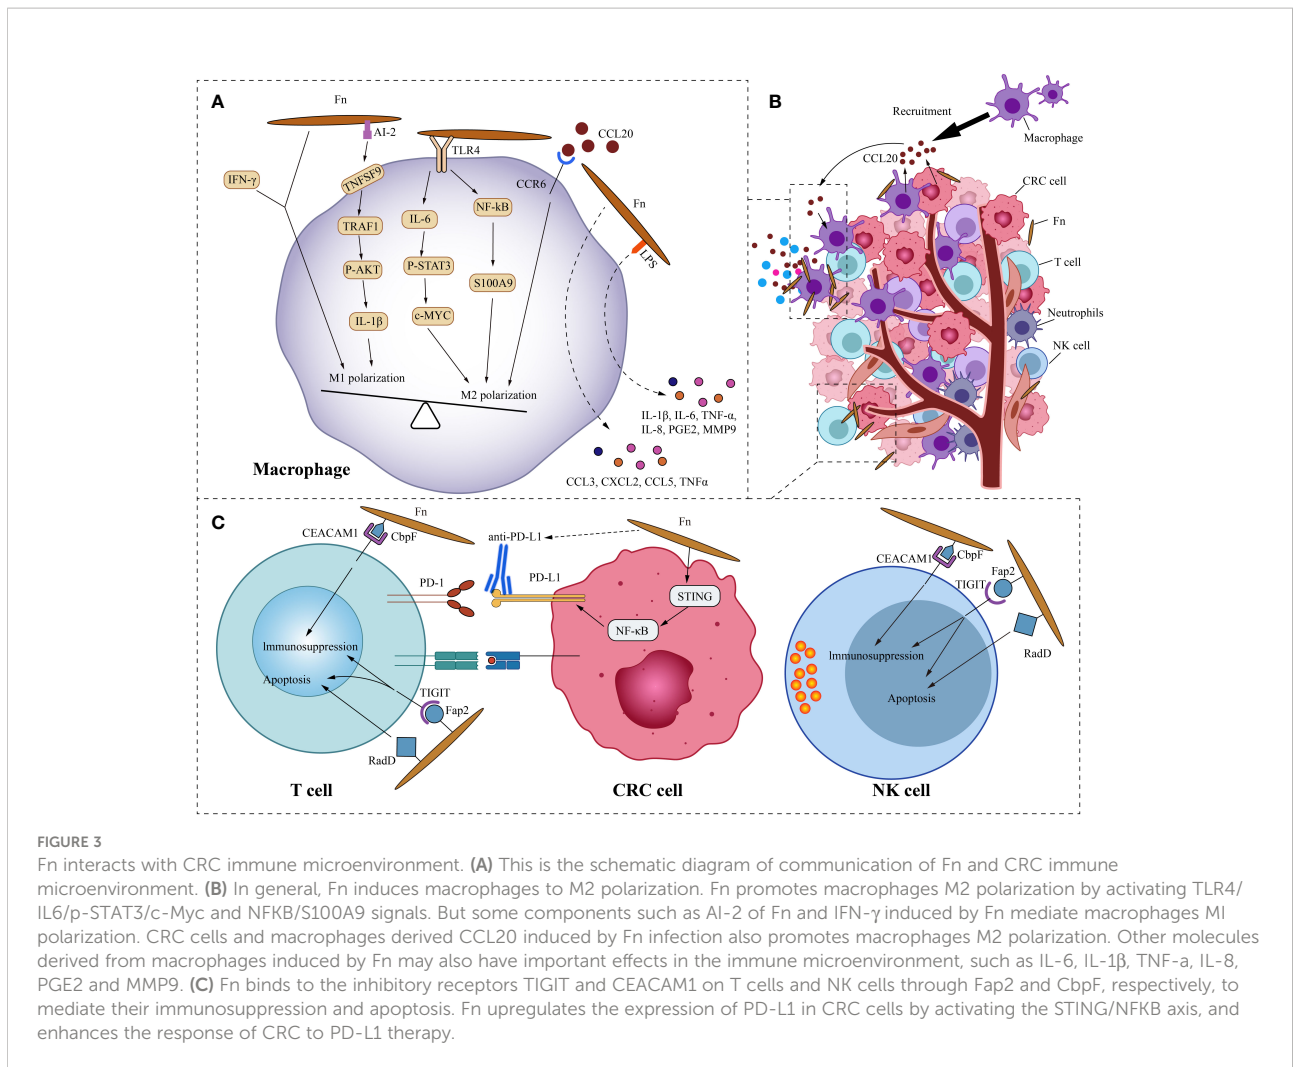 A
Fn
AI-2
IFN-γ
TNFSF9
TRAF1
P-AKT
IL-1β
M1 polarization
TLR4
IL-6
P-STAT3
c-MYC
NF-kB
S100A9
M2 polarization
CCL20
CCR6
Fn
LPS
IL-1β, IL-6, TNF-α,
IL-8, PGE2, MMP9
CCL3, CXCL2, CCL5, TNFα
Macrophage
B
Recruitment
Macrophage
CCL20
CRC cell
Fn
T cell
Neutrophils
NK cell
C
Fn
CEACAM1
CbpF
Immunosuppression
Apoptosis
TIGIT
Fap2
RadD
T cell
PD-1
anti-PD-L1
PD-L1
Fn
STING
NF-κB
CRC cell
Fn
CEACAM1
CbpF
TIGIT
Fap2
RadD
Immunosuppression
Apoptosis
NK cell
FIGURE 3
Fn interacts with CRC immune microenvironment. (A) This is the schematic diagram of communication of Fn and CRC immune
microenvironment. (B) In general, Fn induces macrophages to M2 polarization. Fn promotes macrophages M2 polarization by activating TLR4/
IL6/p-STAT3/c-Myc and NFKB/S100A9 signals. But some components such as AI-2 of Fn and IFN-γ induced by Fn mediate macrophages MI
polarization. CRC cells and macrophages derived CCL20 induced by Fn infection also promotes macrophages M2 polarization. Other molecules
derived from macrophages induced by Fn may also have important effects in the immune microenvironment, such as IL-6, IL-1β, TNF-a, IL-8,
PGE2 and MMP9. (C) Fn binds to the inhibitory receptors TIGIT and CEACAM1 on T cells and NK cells through Fap2 and CbpF, respectively, to
mediate their immunosuppression and apoptosis. Fn upregulates the expression of PD-L1 in CRC cells by activating the STING/NFKB axis, and
enhances the response of CRC to PD-L1 therapy.